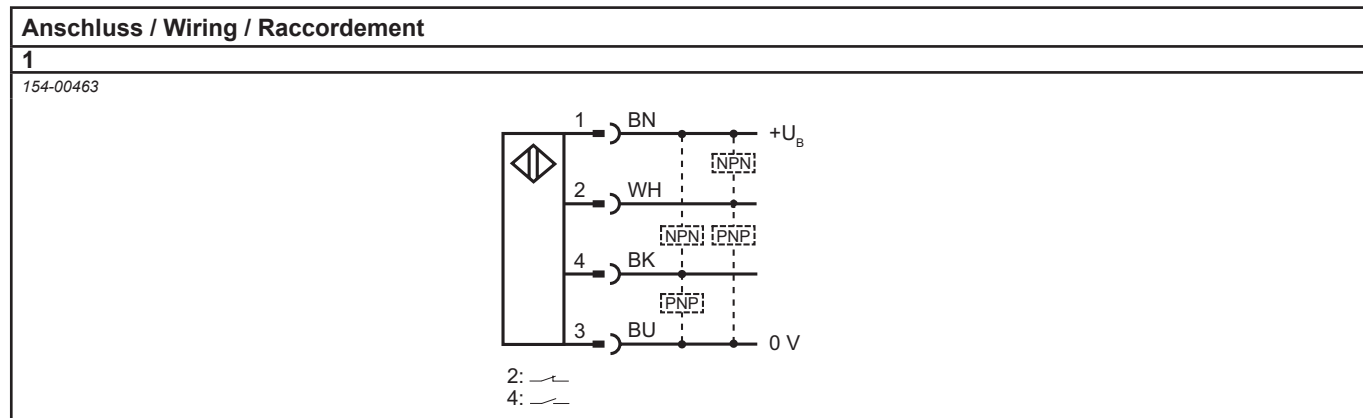 Anschluss / Wiring / Raccordement
1
154-00463
1 BN +UB
NPN
2 WH
NPN PNP
4 BK
PNP
3 BU 0 V
2:
4: